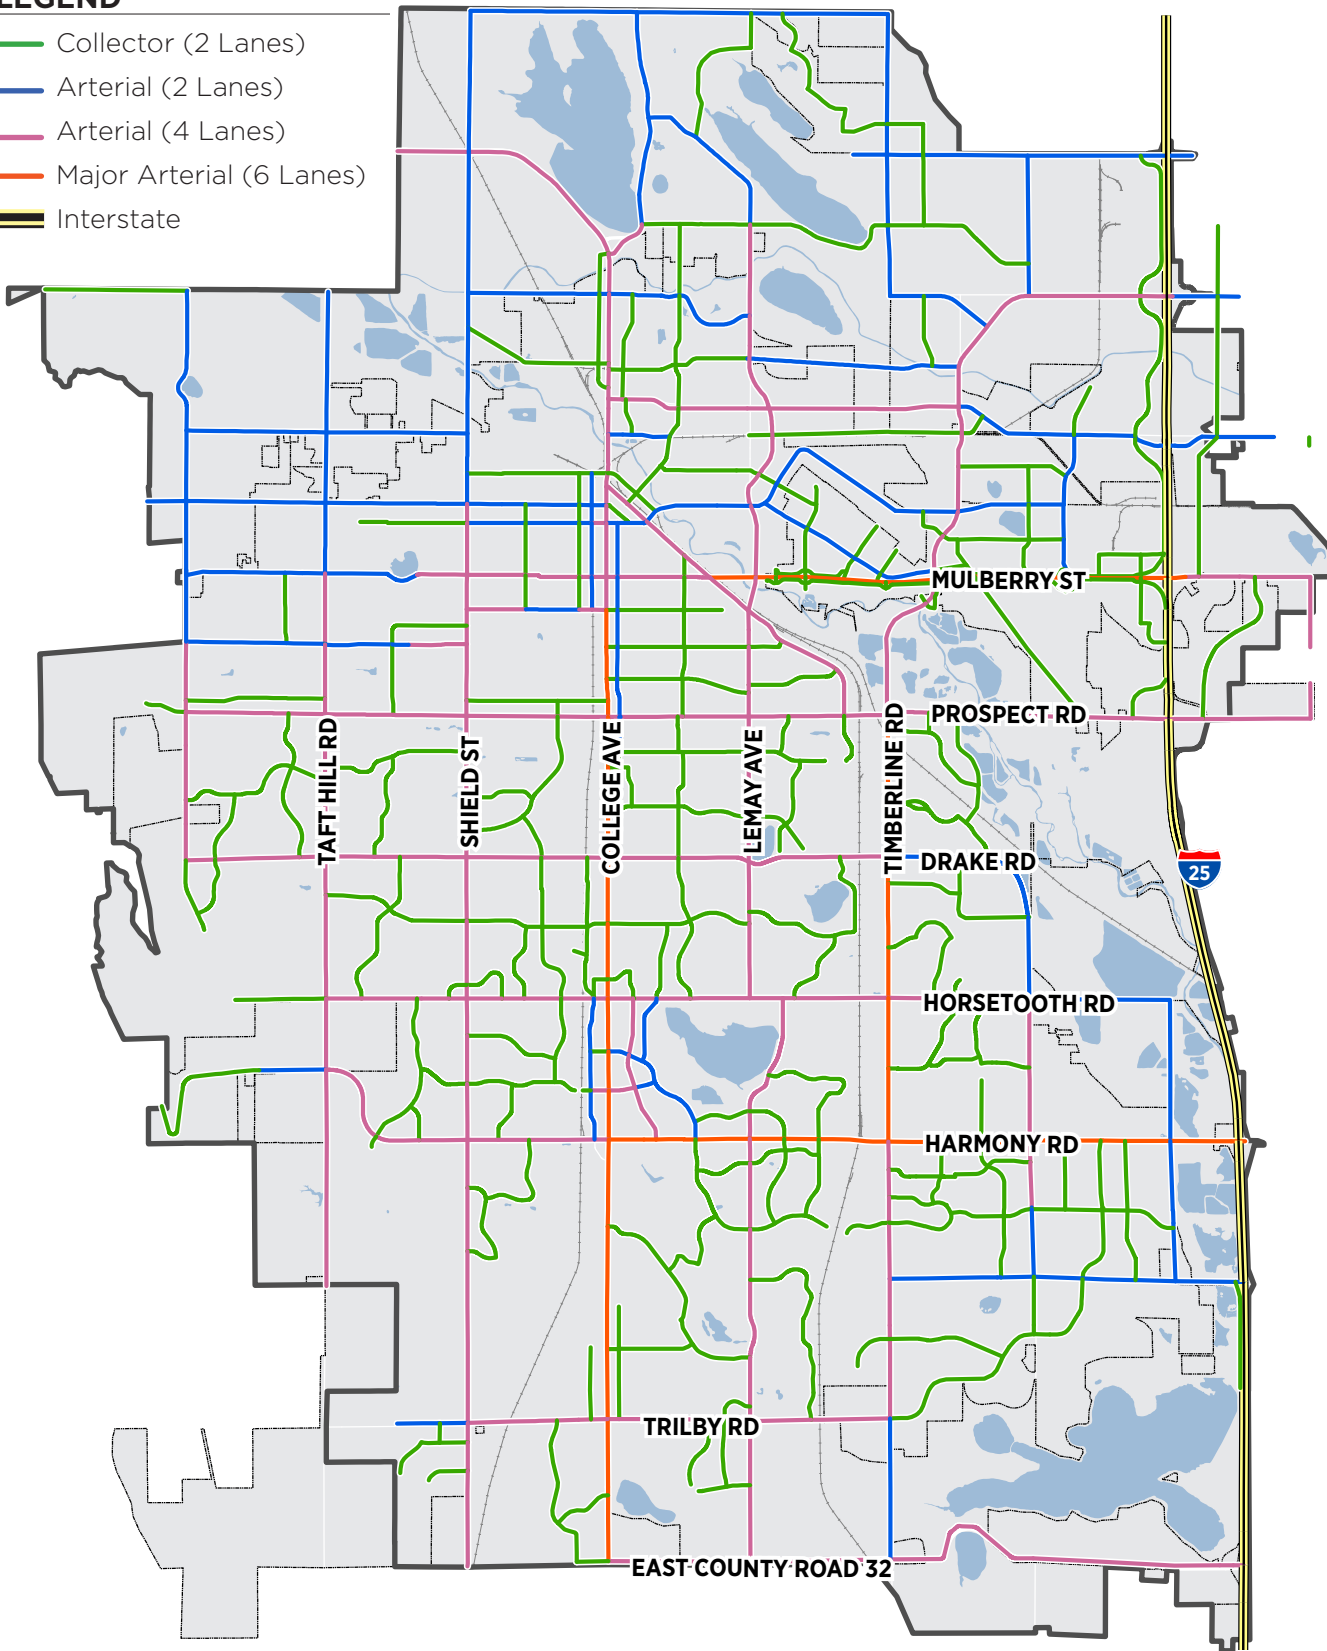 LEGEND
Collector (2 Lanes)
Arterial (2 Lanes)
Arterial (4 Lanes)
Major Arterial (6 Lanes)
Interstate
MULBERRY ST
PROSPECT RD
TAFT HILL RD
SHIELD ST
COLLEGE AVE
LEMAY AVE
TIMBERLINE RD
DRAKE RD
25
HORSETOOTH RD
HARMONY RD
TRILBY RD
EAST COUNTY ROAD 32